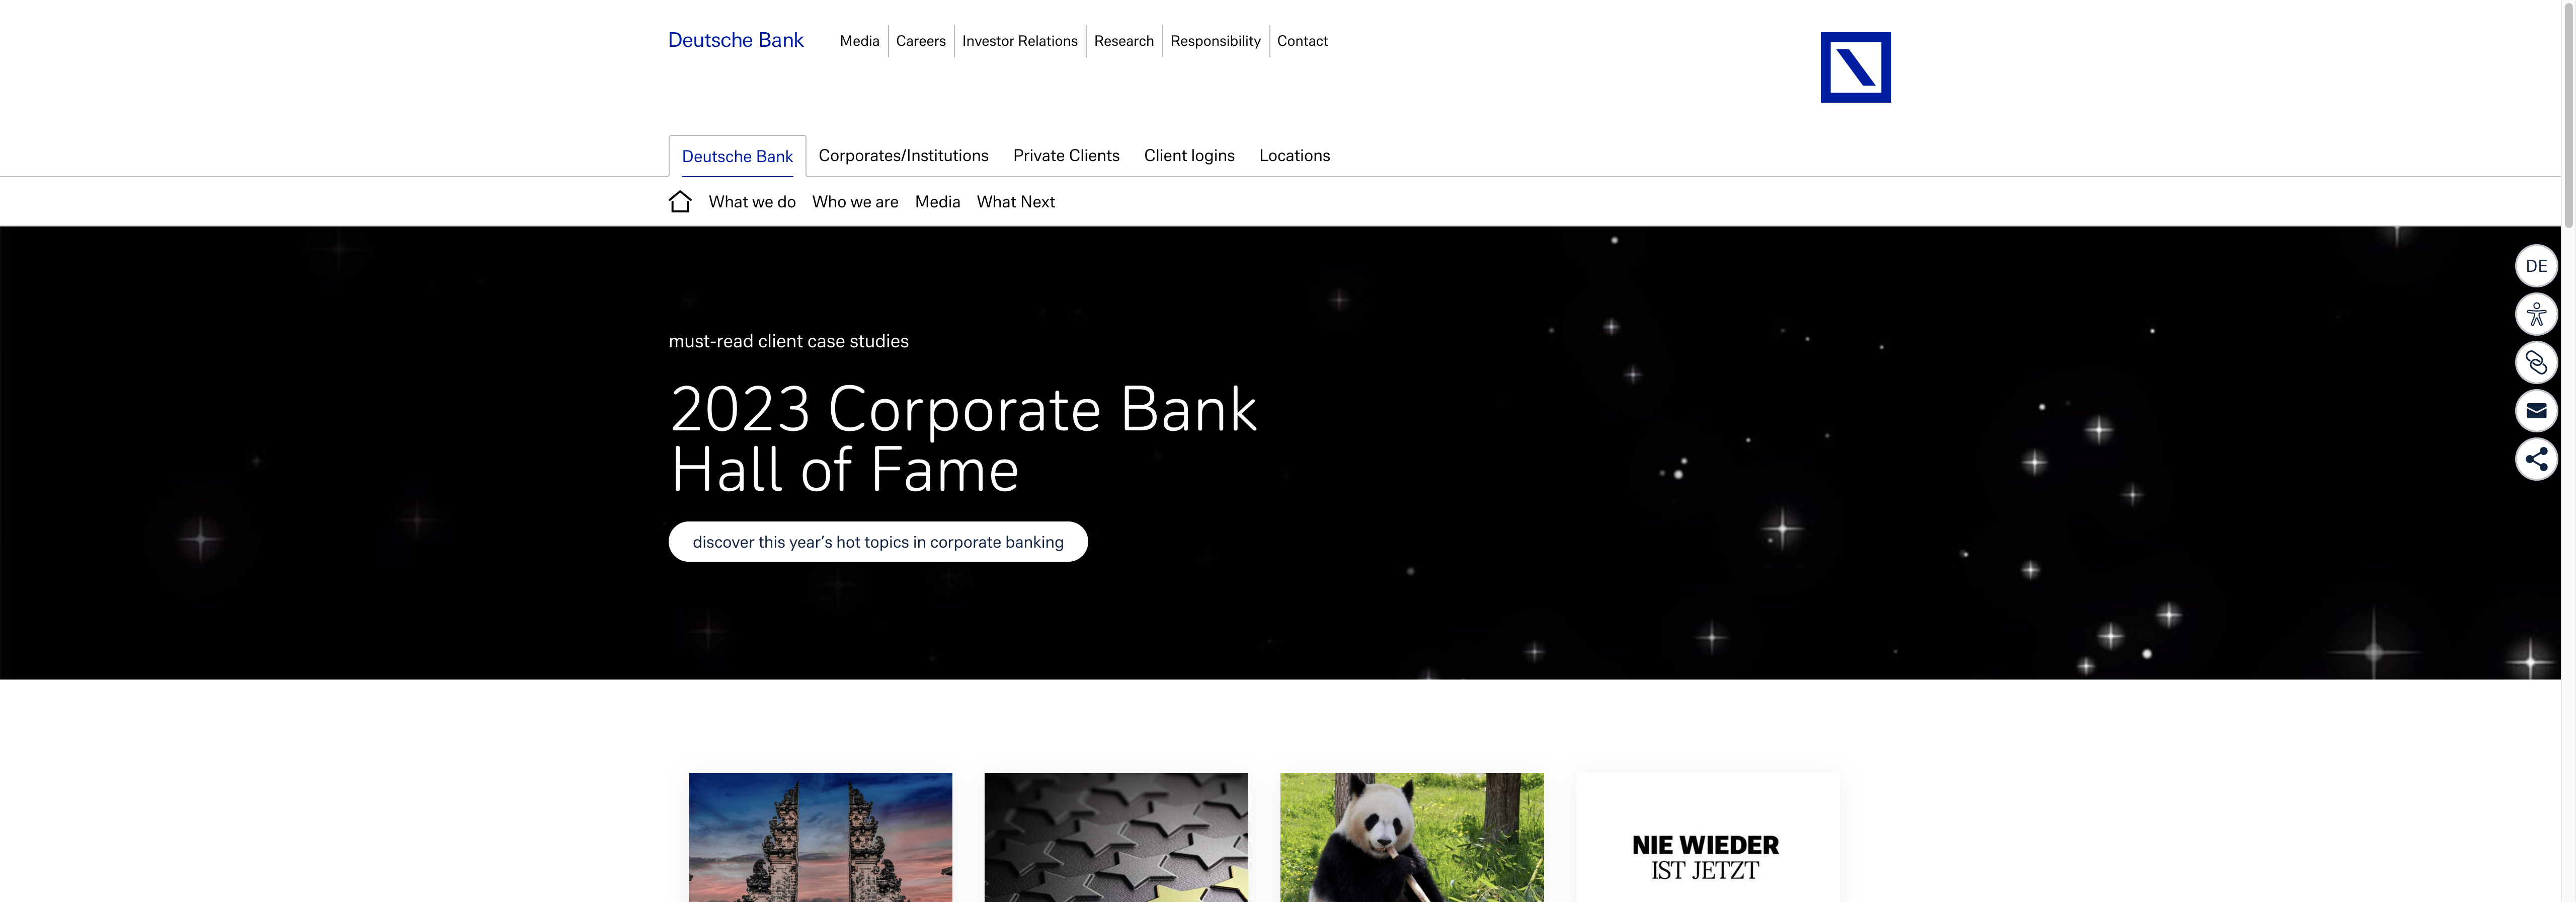 Deutsche Bank
Media
Careers
Investor Relations
Research
Responsibility
Contact
Deutsche Bank
Corporates/Institutions
Private Clients
Client logins
Locations
What we do
Who we are
Media
What Next
DE
must-read client case studies
2023 Corporate Bank
Hall of Fame
discover this year’s hot topics in corporate banking
NIE WIEDER
IST JETZT